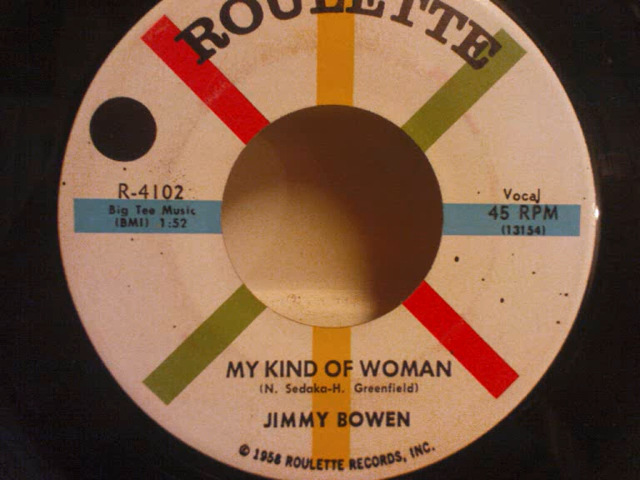 ROULETTE
R-4102
Big Tee Music
(BMI) 1:52
Vocal
45 RPM
(13154)
MY KIND OF WOMAN
(N. Sedaka-H. Greenfield)
JIMMY BOWEN
© 1958 ROULETTE RECORDS, INC.